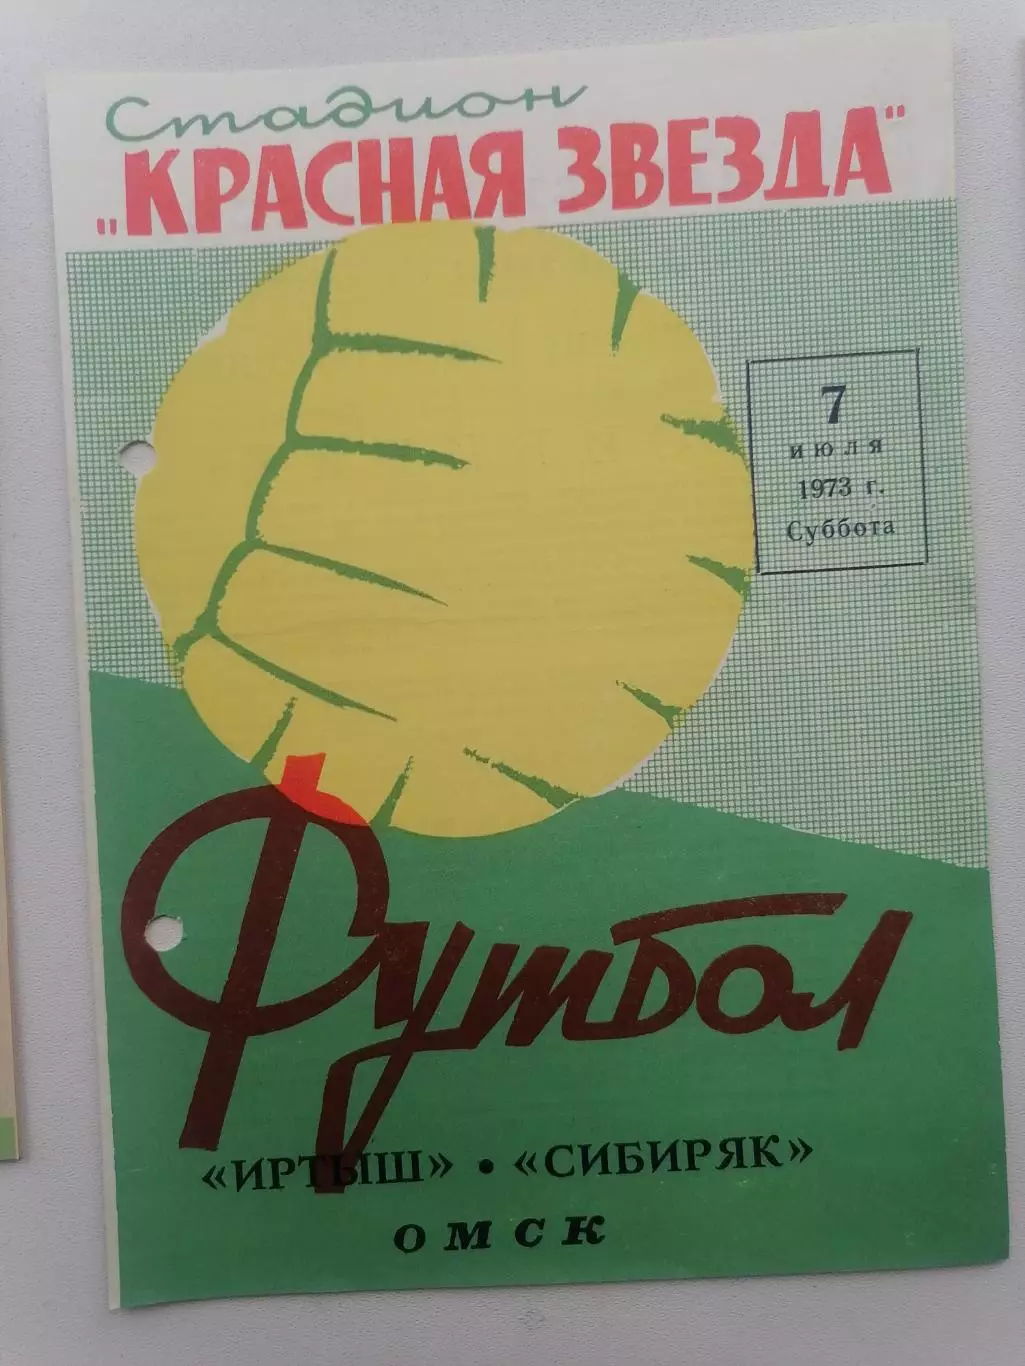 Стадион
„КРАСНАЯ ЗВЕЗДА"
7
июля
1973 г.
Суббота
Футбол
«ИРТЫШ» • «СИБИРЯК»
ОМСК